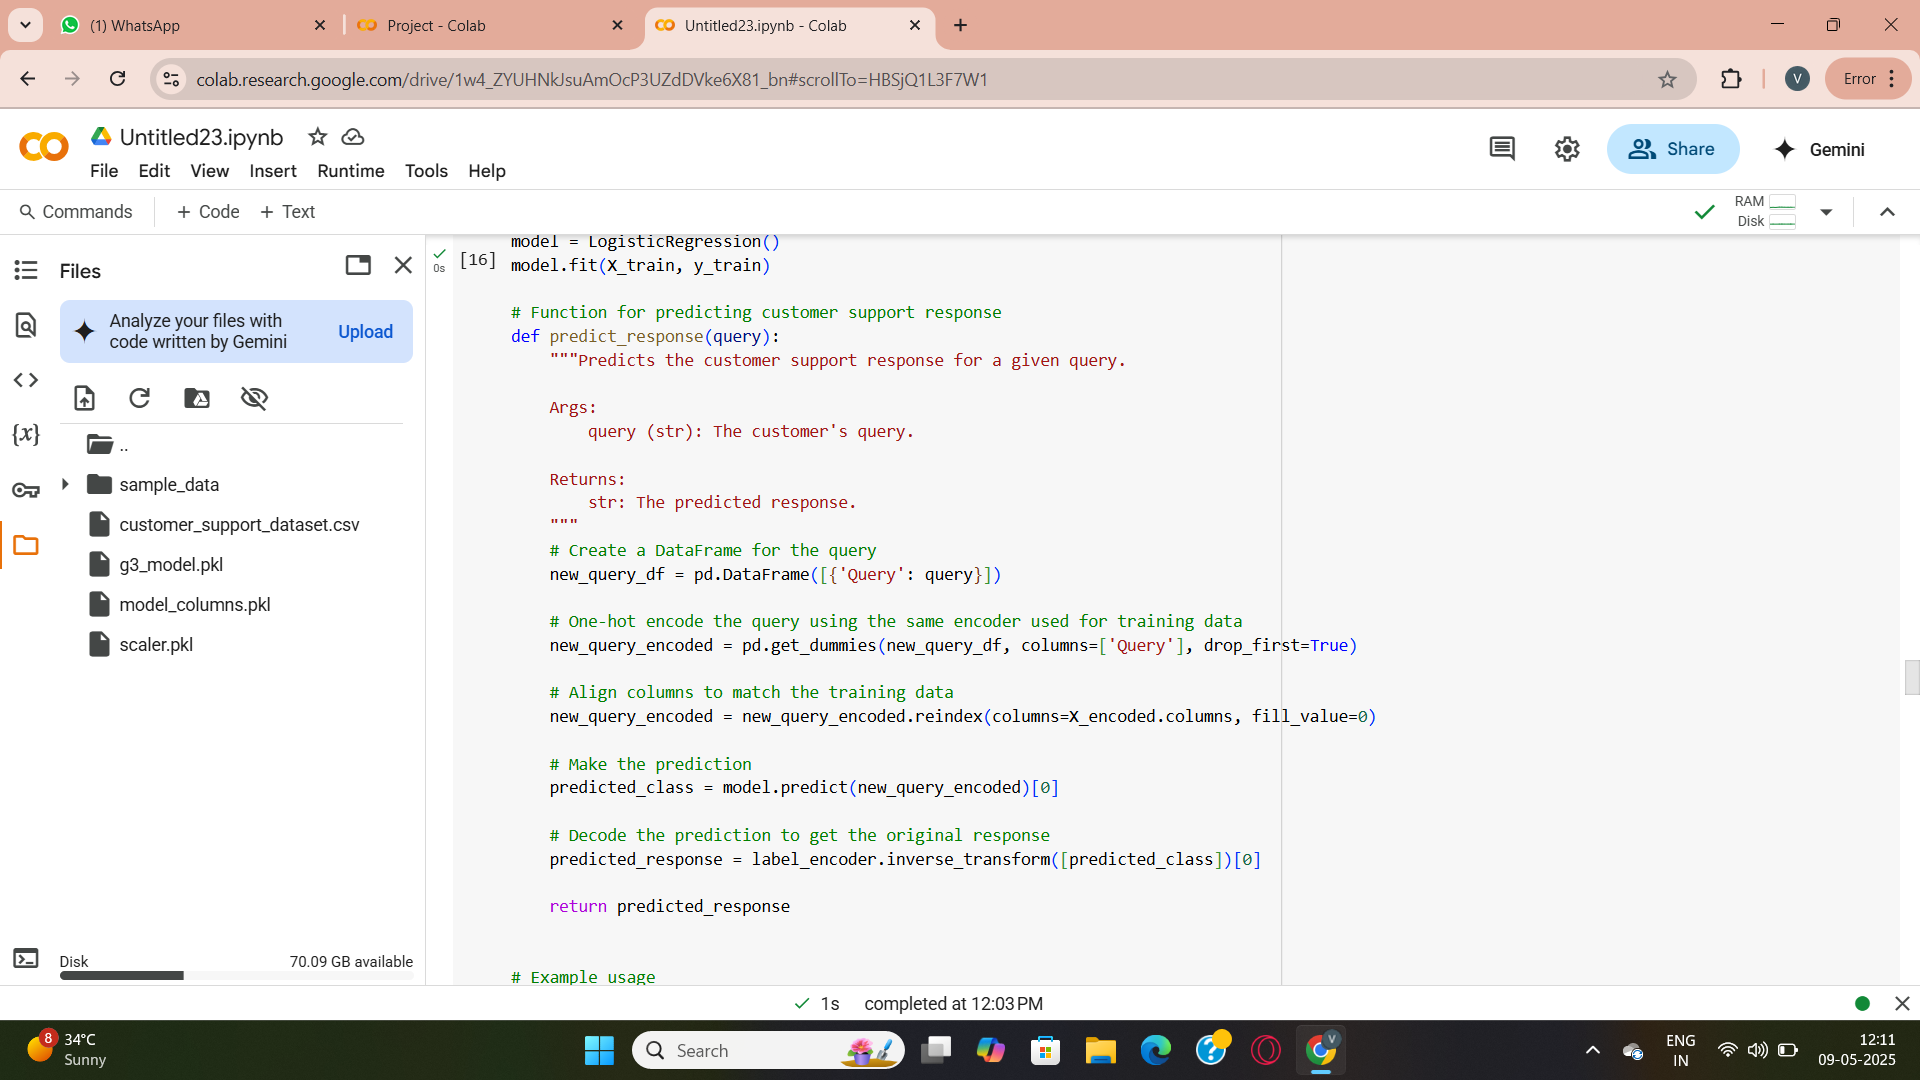 (1) WhatsApp
Project - Colab
Untitled23.ipynb - Colab
colab.research.google.com/drive/1w4_ZYUHNkJsuAmOcP3UZdDVke6X81_bn#scrollTo=HBSjQ1L3F7W1
V
Error
Untitled23.ipynb
File Edit View Insert Runtime Tools Help
Share
Gemini
Commands
+ Code + Text
RAM
Disk
Files
Analyze your files with
code written by Gemini
Upload
{x}
..
sample_data
customer_support_dataset.csv
g3_model.pkl
model_columns.pkl
scaler.pkl
Disk
70.09 GB available
0s
[16]
model = LogisticRegression()
model.fit(X_train, y_train)
# Function for predicting customer support response
def predict_response(query):
"""Predicts the customer support response for a given query.
Args:
query (str): The customer's query.
Returns:
str: The predicted response.
"""
# Create a DataFrame for the query
new_query_df = pd.DataFrame([{'Query': query}])
# One-hot encode the query using the same encoder used for training data
new_query_encoded = pd.get_dummies(new_query_df, columns=['Query'], drop_first=True)
# Align columns to match the training data
new_query_encoded = new_query_encoded.reindex(columns=X_encoded.columns, fill_value=0)
# Make the prediction
predicted_class = model.predict(new_query_encoded)[0]
# Decode the prediction to get the original response
predicted_response = label_encoder.inverse_transform([predicted_class])[0]
return predicted_response
# Example usage
1s completed at 12:03 PM
8
34°C
Sunny
Search
V
ENG
IN
12:11
09-05-2025